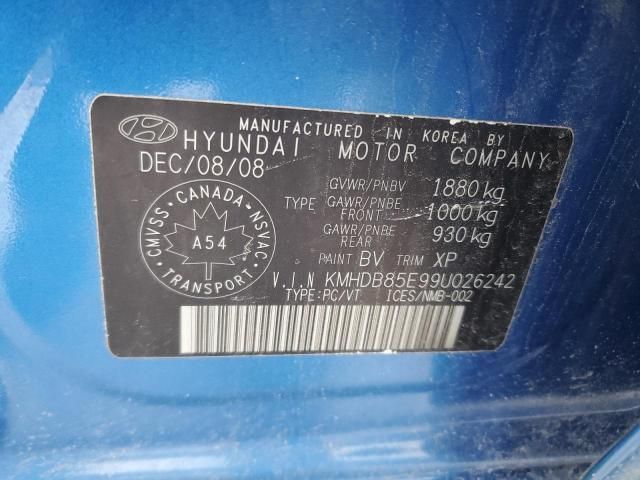 MANUFACTURED IN KOREA BY
HYUNDAI MOTOR COMPANY
DEC/08/08
CMVSS · CANADA · NSVAC
A54
TRANSPORT
GVWR/PNBV 1880 kg
TYPE GAWR/PNBE FRONT 1000 kg
GAWR/PNBE REAR 930 kg
PAINT BV TRIM XP
V.I.N KMHDB85E99U026242
TYPE:PC/VT ICES/NMB-002